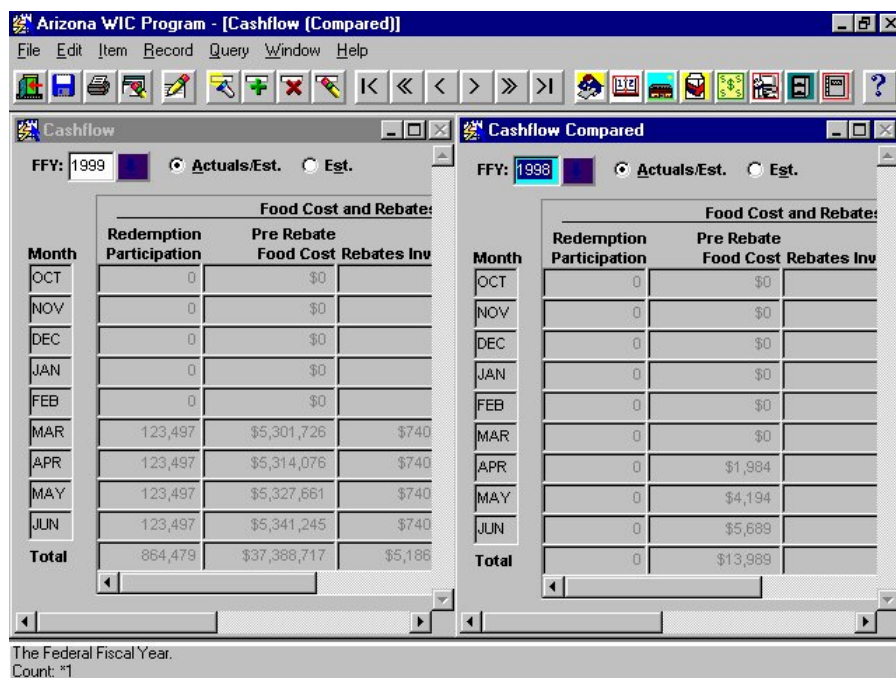 Arizona WIC Program - [Cashflow (Compared)]
File Edit Item Record Query Window Help
Cashflow
FFY: 1999 Actuals/Est. Est.
Food Cost and Rebates
Redemption Pre Rebate
Month Participation Food Cost Rebates Inv
OCT 0 $0
NOV 0 $0
DEC 0 $0
JAN 0 $0
FEB 0 $0
MAR 123,497 $5,301,726 $740
APR 123,497 $5,314,076 $740
MAY 123,497 $5,327,661 $740
JUN 123,497 $5,341,245 $740
Total 864,479 $37,388,717 $5,186
Cashflow Compared
FFY: 1998 Actuals/Est. Est.
Food Cost and Rebates
Redemption Pre Rebate
Month Participation Food Cost Rebates Inv
OCT 0 $0
NOV 0 $0
DEC 0 $0
JAN 0 $0
FEB 0 $0
MAR 0 $0
APR 0 $1,984
MAY 0 $4,194
JUN 0 $5,689
Total 0 $13,989
The Federal Fiscal Year.
Count: *1